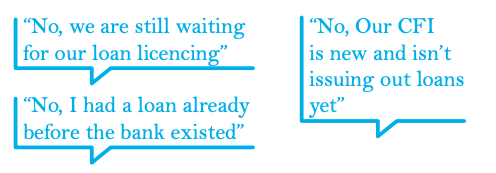 “No, we are still waiting
for our loan licencing”
“No, I had a loan already
before the bank existed”
“No, Our CFI
is new and isn’t
issuing out loans
yet”